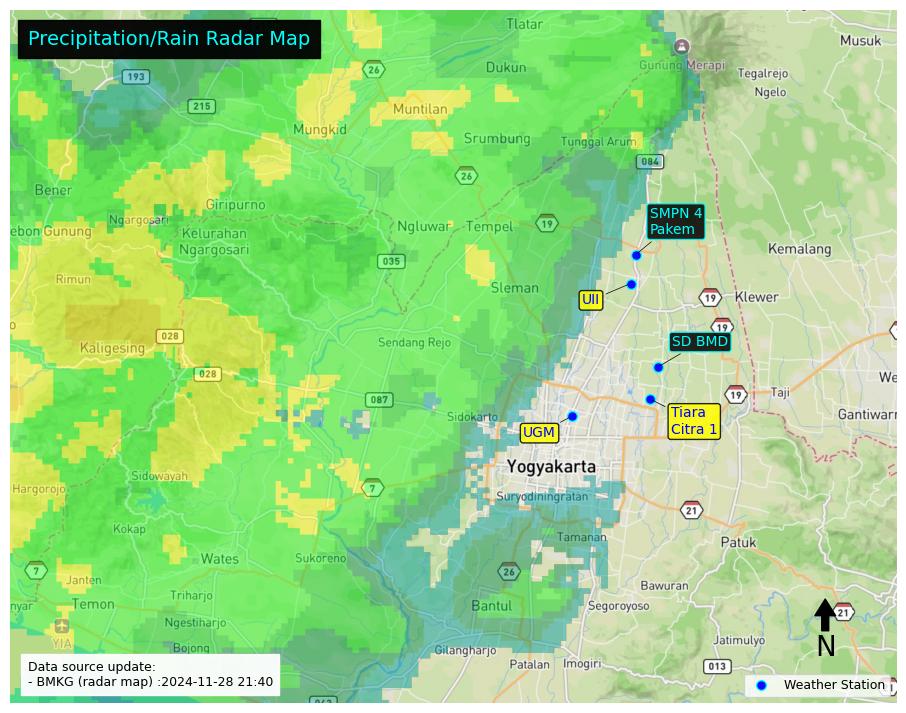 Precipitation/Rain Radar Map
Tlatar
Musuk
193
26
Dukun
Gunung Merapi
Tegalrejo
Ngelo
215
Muntilan
Mungkid
Srumbung
Tunggal Arum
084
26
Bener
Giripurno
SMPN 4
Pakem
Ngargosari
ebon Gunung
Kelurahan
Ngargosari
Ngluwar
Tempel
19
Kemalang
035
Rimun
Sleman
UII
19
Klewer
19
028
Kaligesing
Sendang Rejo
SD BMD
028
We
087
19
Taji
Sidokarto
Tiara
Citra 1
Gantiwarn
UGM
Yogyakarta
Sidowayah
Hargorojo
7
Suryodiningratan
21
Kokap
Tamanan
Patuk
Wates
Sukoreno
7
26
Janten
Bawuran
nyar
Temon
Triharjo
Bantul
Segoroyoso
21
Ngestiharjo
YIA
N
Bojong
Jatimulyo
Gilangharjo
Patalan
Imogiri
013
Data source update:
- BMKG (radar map) :2024-11-28 21:40
Weather Station